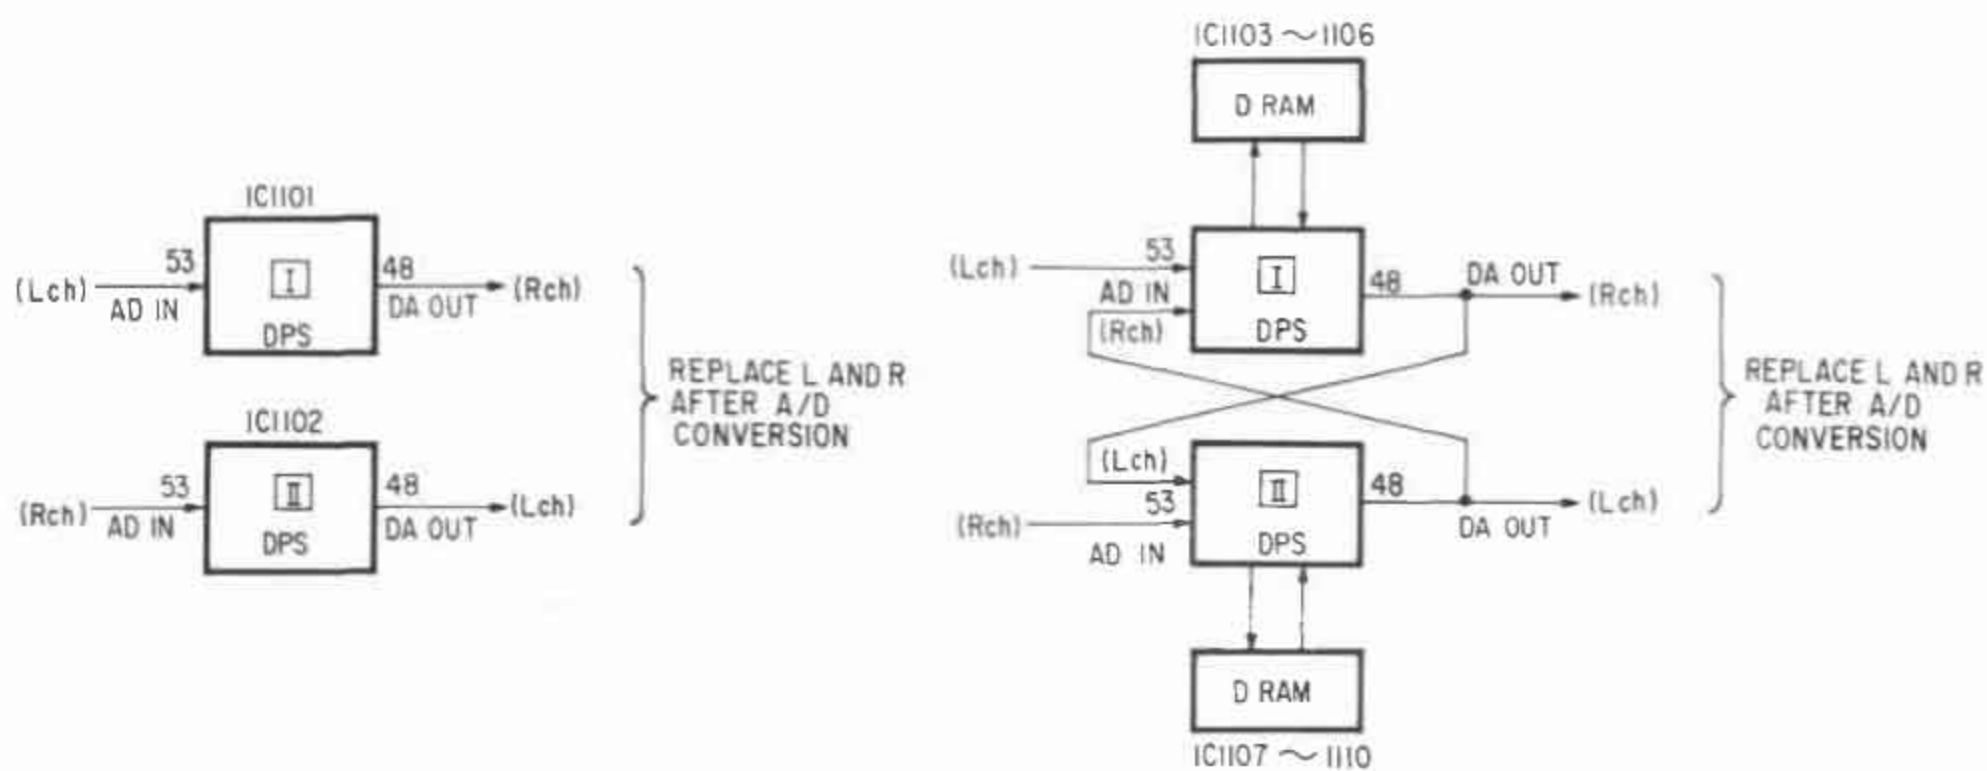 IC1101
(Lch)
53
AD IN
I
DPS
48
DA OUT
(Rch)
IC1102
(Rch)
53
AD IN
II
DPS
48
DA OUT
(Lch)
REPLACE L AND R
AFTER A/D
CONVERSION
IC1103 ~ 1106
D RAM
(Lch)
53
AD IN
(Rch)
I
DPS
48
DA OUT
(Rch)
(Lch)
53
(Rch)
AD IN
II
DPS
48
DA OUT
(Lch)
D RAM
IC1107 ~ 1110
REPLACE L AND R
AFTER A/D
CONVERSION